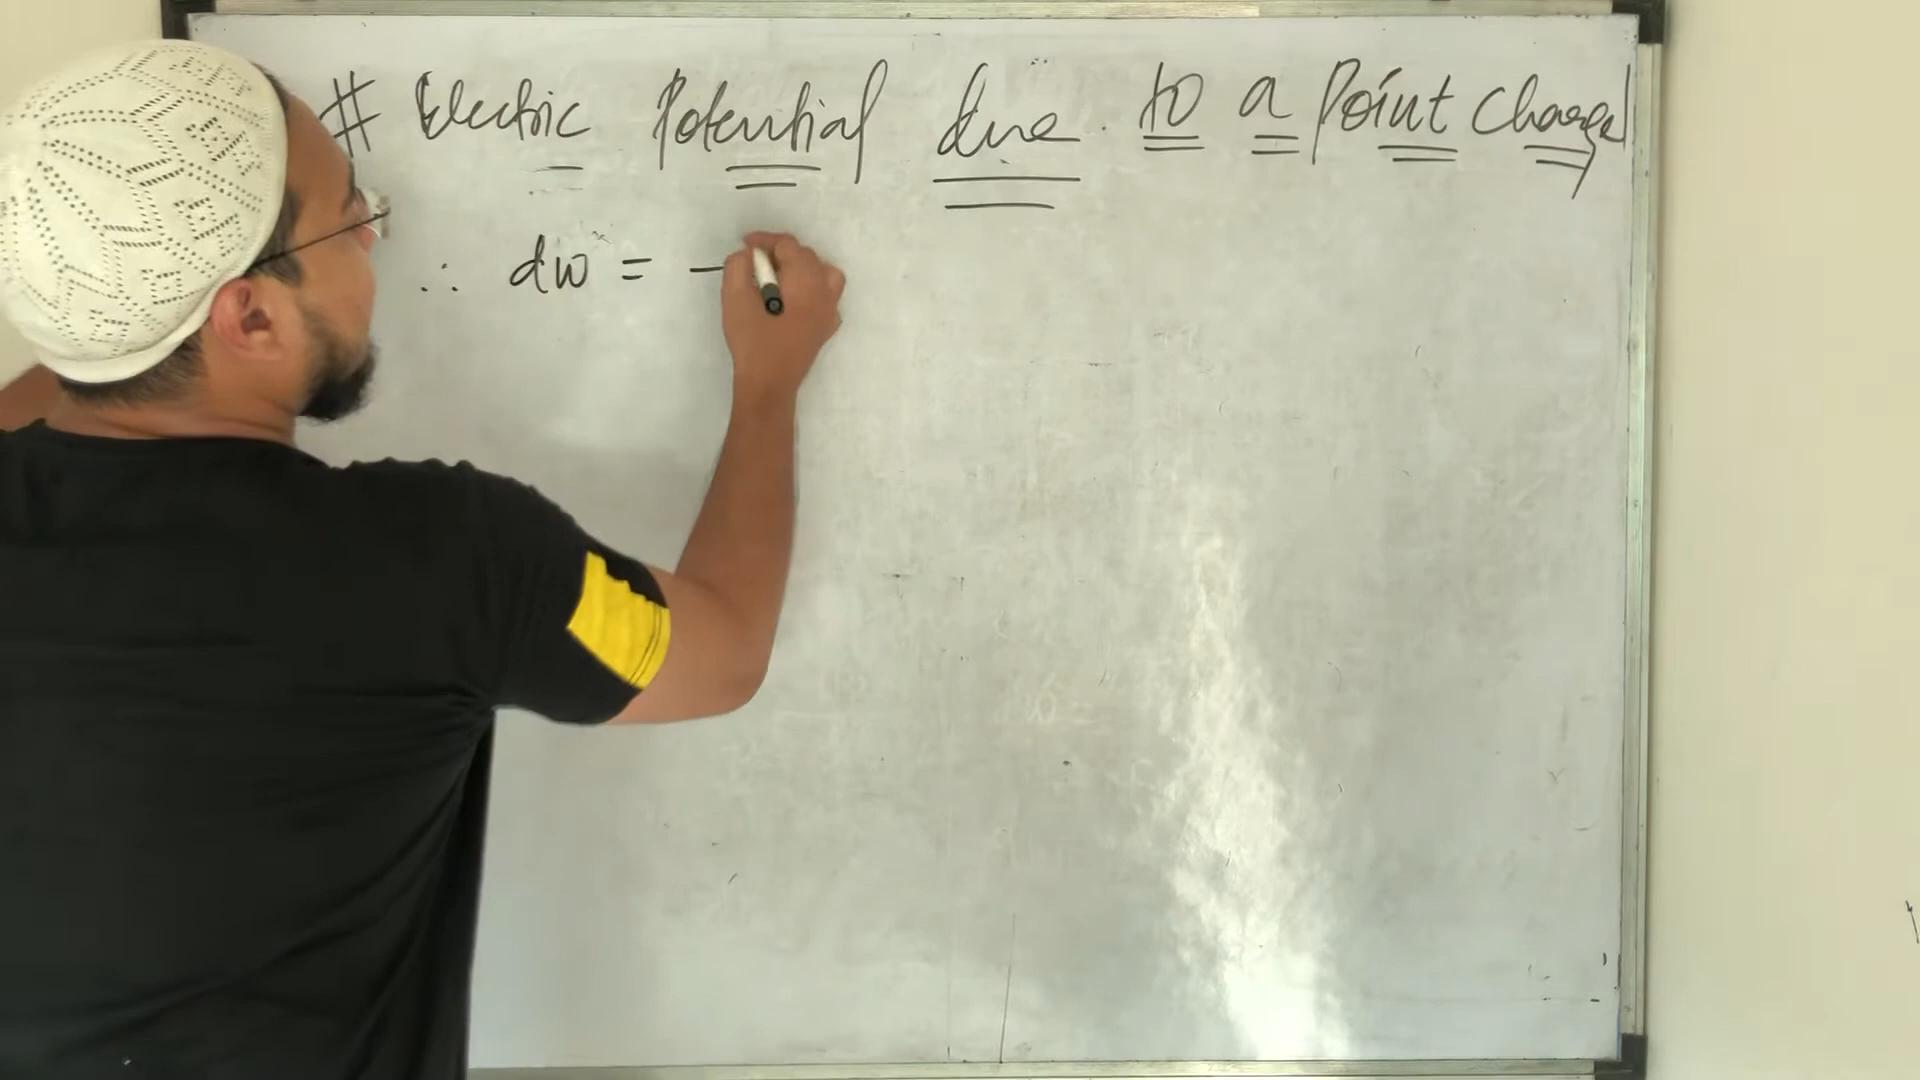 # Electric Potential due to a Point Charge
∴ dw = -